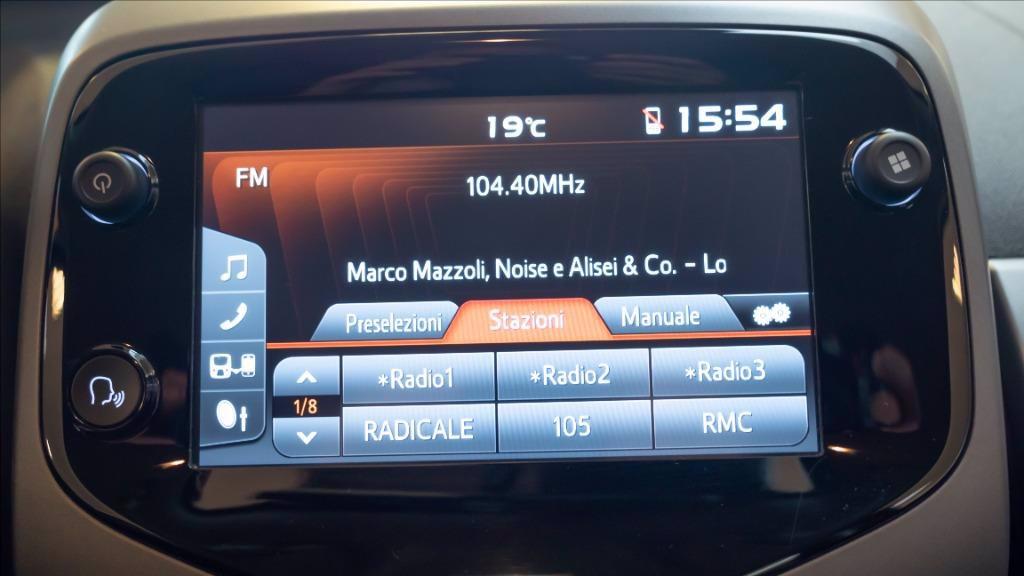 19°C 15:54
FM 104.40MHz
Marco Mazzoli, Noise e Alisei & Co. - Lo
Preselezioni Stazioni Manuale
*Radio1 *Radio2 *Radio3
1/8
RADICALE 105 RMC